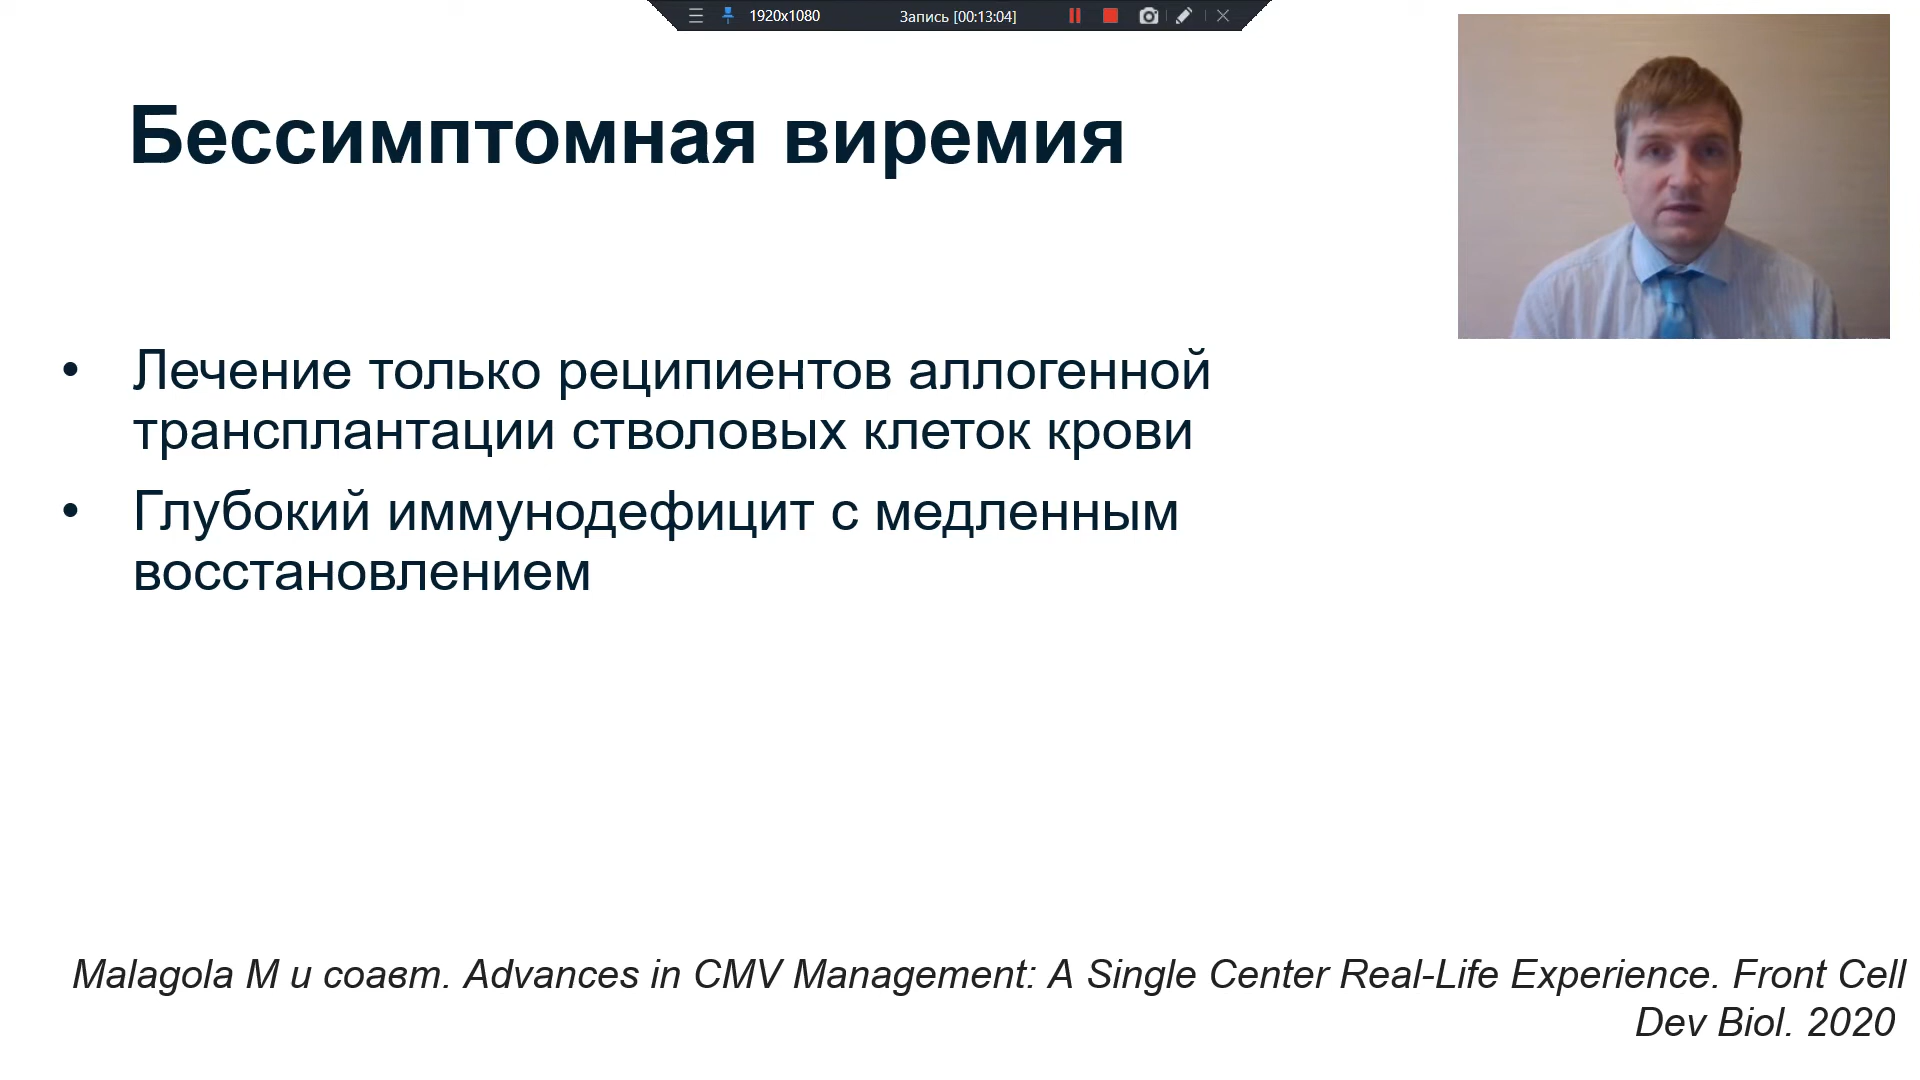 1920x1080 Запись [00:13:04]
Бессимптомная виремия
• Лечение только реципиентов аллогенной
трансплантации стволовых клеток крови
• Глубокий иммунодефицит с медленным
восстановлением
Malagola M и соавт. Advances in CMV Management: A Single Center Real-Life Experience. Front Cell
Dev Biol. 2020